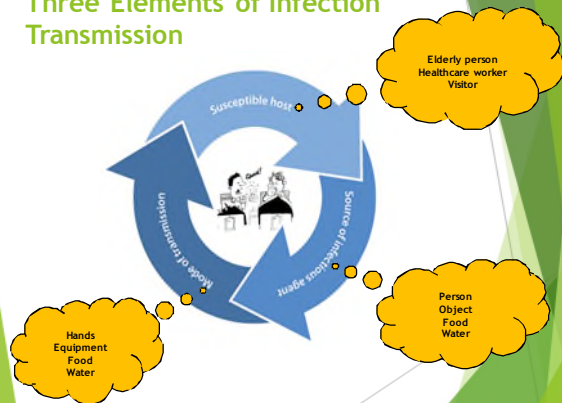 Three Elements of Infection
Transmission
Elderly person
Healthcare worker
Visitor
Susceptible host
Source of infectious agent
Mode of transmission
Person
Object
Food
Water
Hands
Equipment
Food
Water